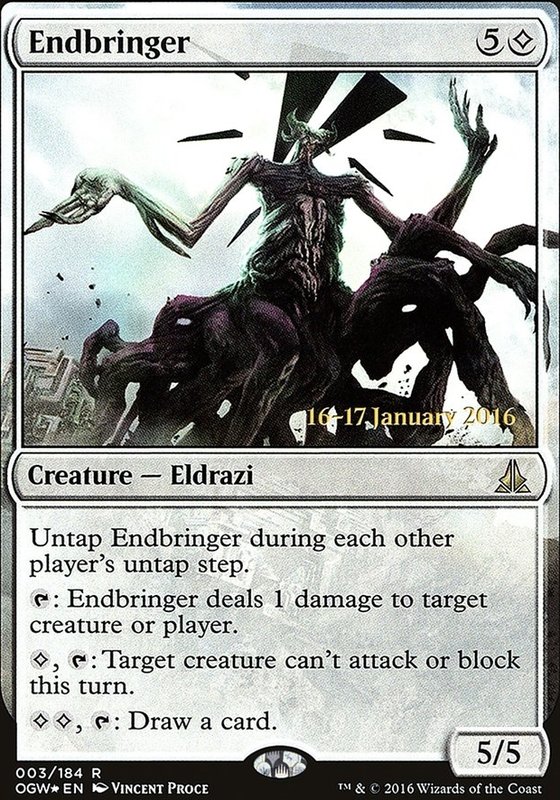 Endbringer 5
16-17 January 2016
Creature — Eldrazi
Untap Endbringer during each other
player's untap step.
: Endbringer deals 1 damage to target
creature or player.
, : Target creature can't attack or block
this turn.
, : Draw a card.
5/5
003/184 R
OGW★EN Vincent Proce
™ & © 2016 Wizards of the Coast